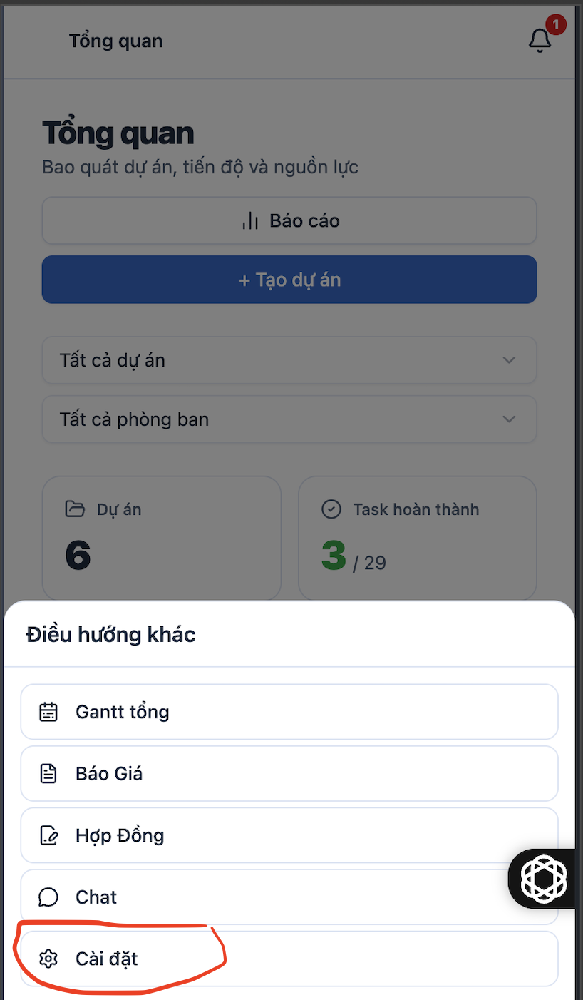 Tổng quan
1
Tổng quan
Bao quát dự án, tiến độ và nguồn lực
Báo cáo
+ Tạo dự án
Tất cả dự án
Tất cả phòng ban
Dự án
6
Task hoàn thành
3 / 29
Điều hướng khác
Gantt tổng
Báo Giá
Hợp Đồng
Chat
Cài đặt